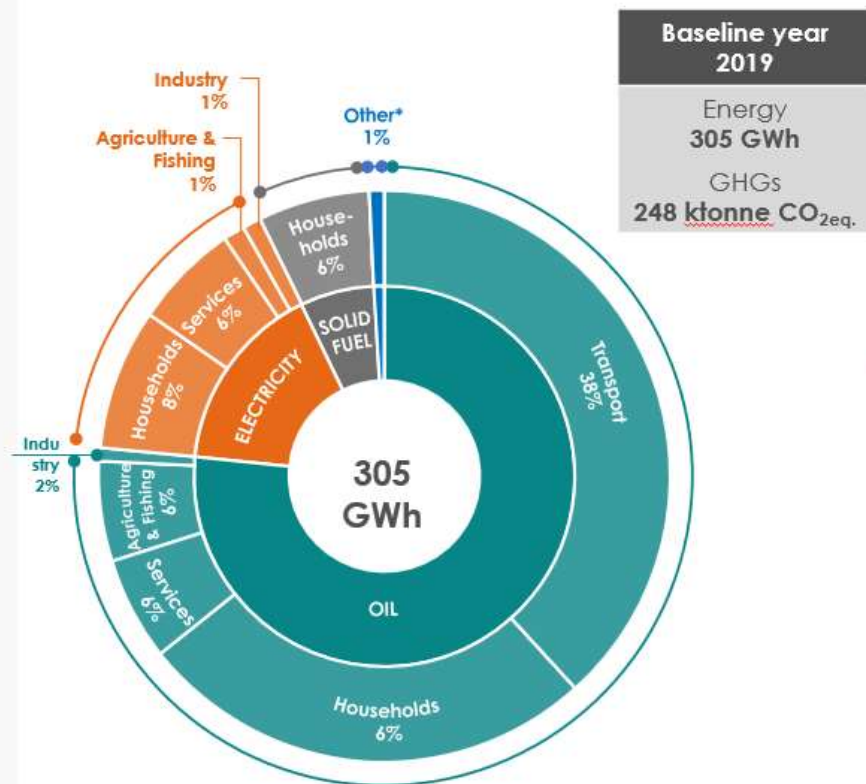 Baseline year
2019
Energy
305 GWh
GHGs
248 ktonne CO2eq.
Industry
1%
Agriculture &
Fishing
1%
Other*
1%
House-
holds
6%
SOLID
FUEL
Services
6%
Households
8%
ELECTRICITY
Indu
stry
2%
Agriculture
& Fishing
6%
Services
6%
Households
6%
OIL
Transport
38%
305
GWh